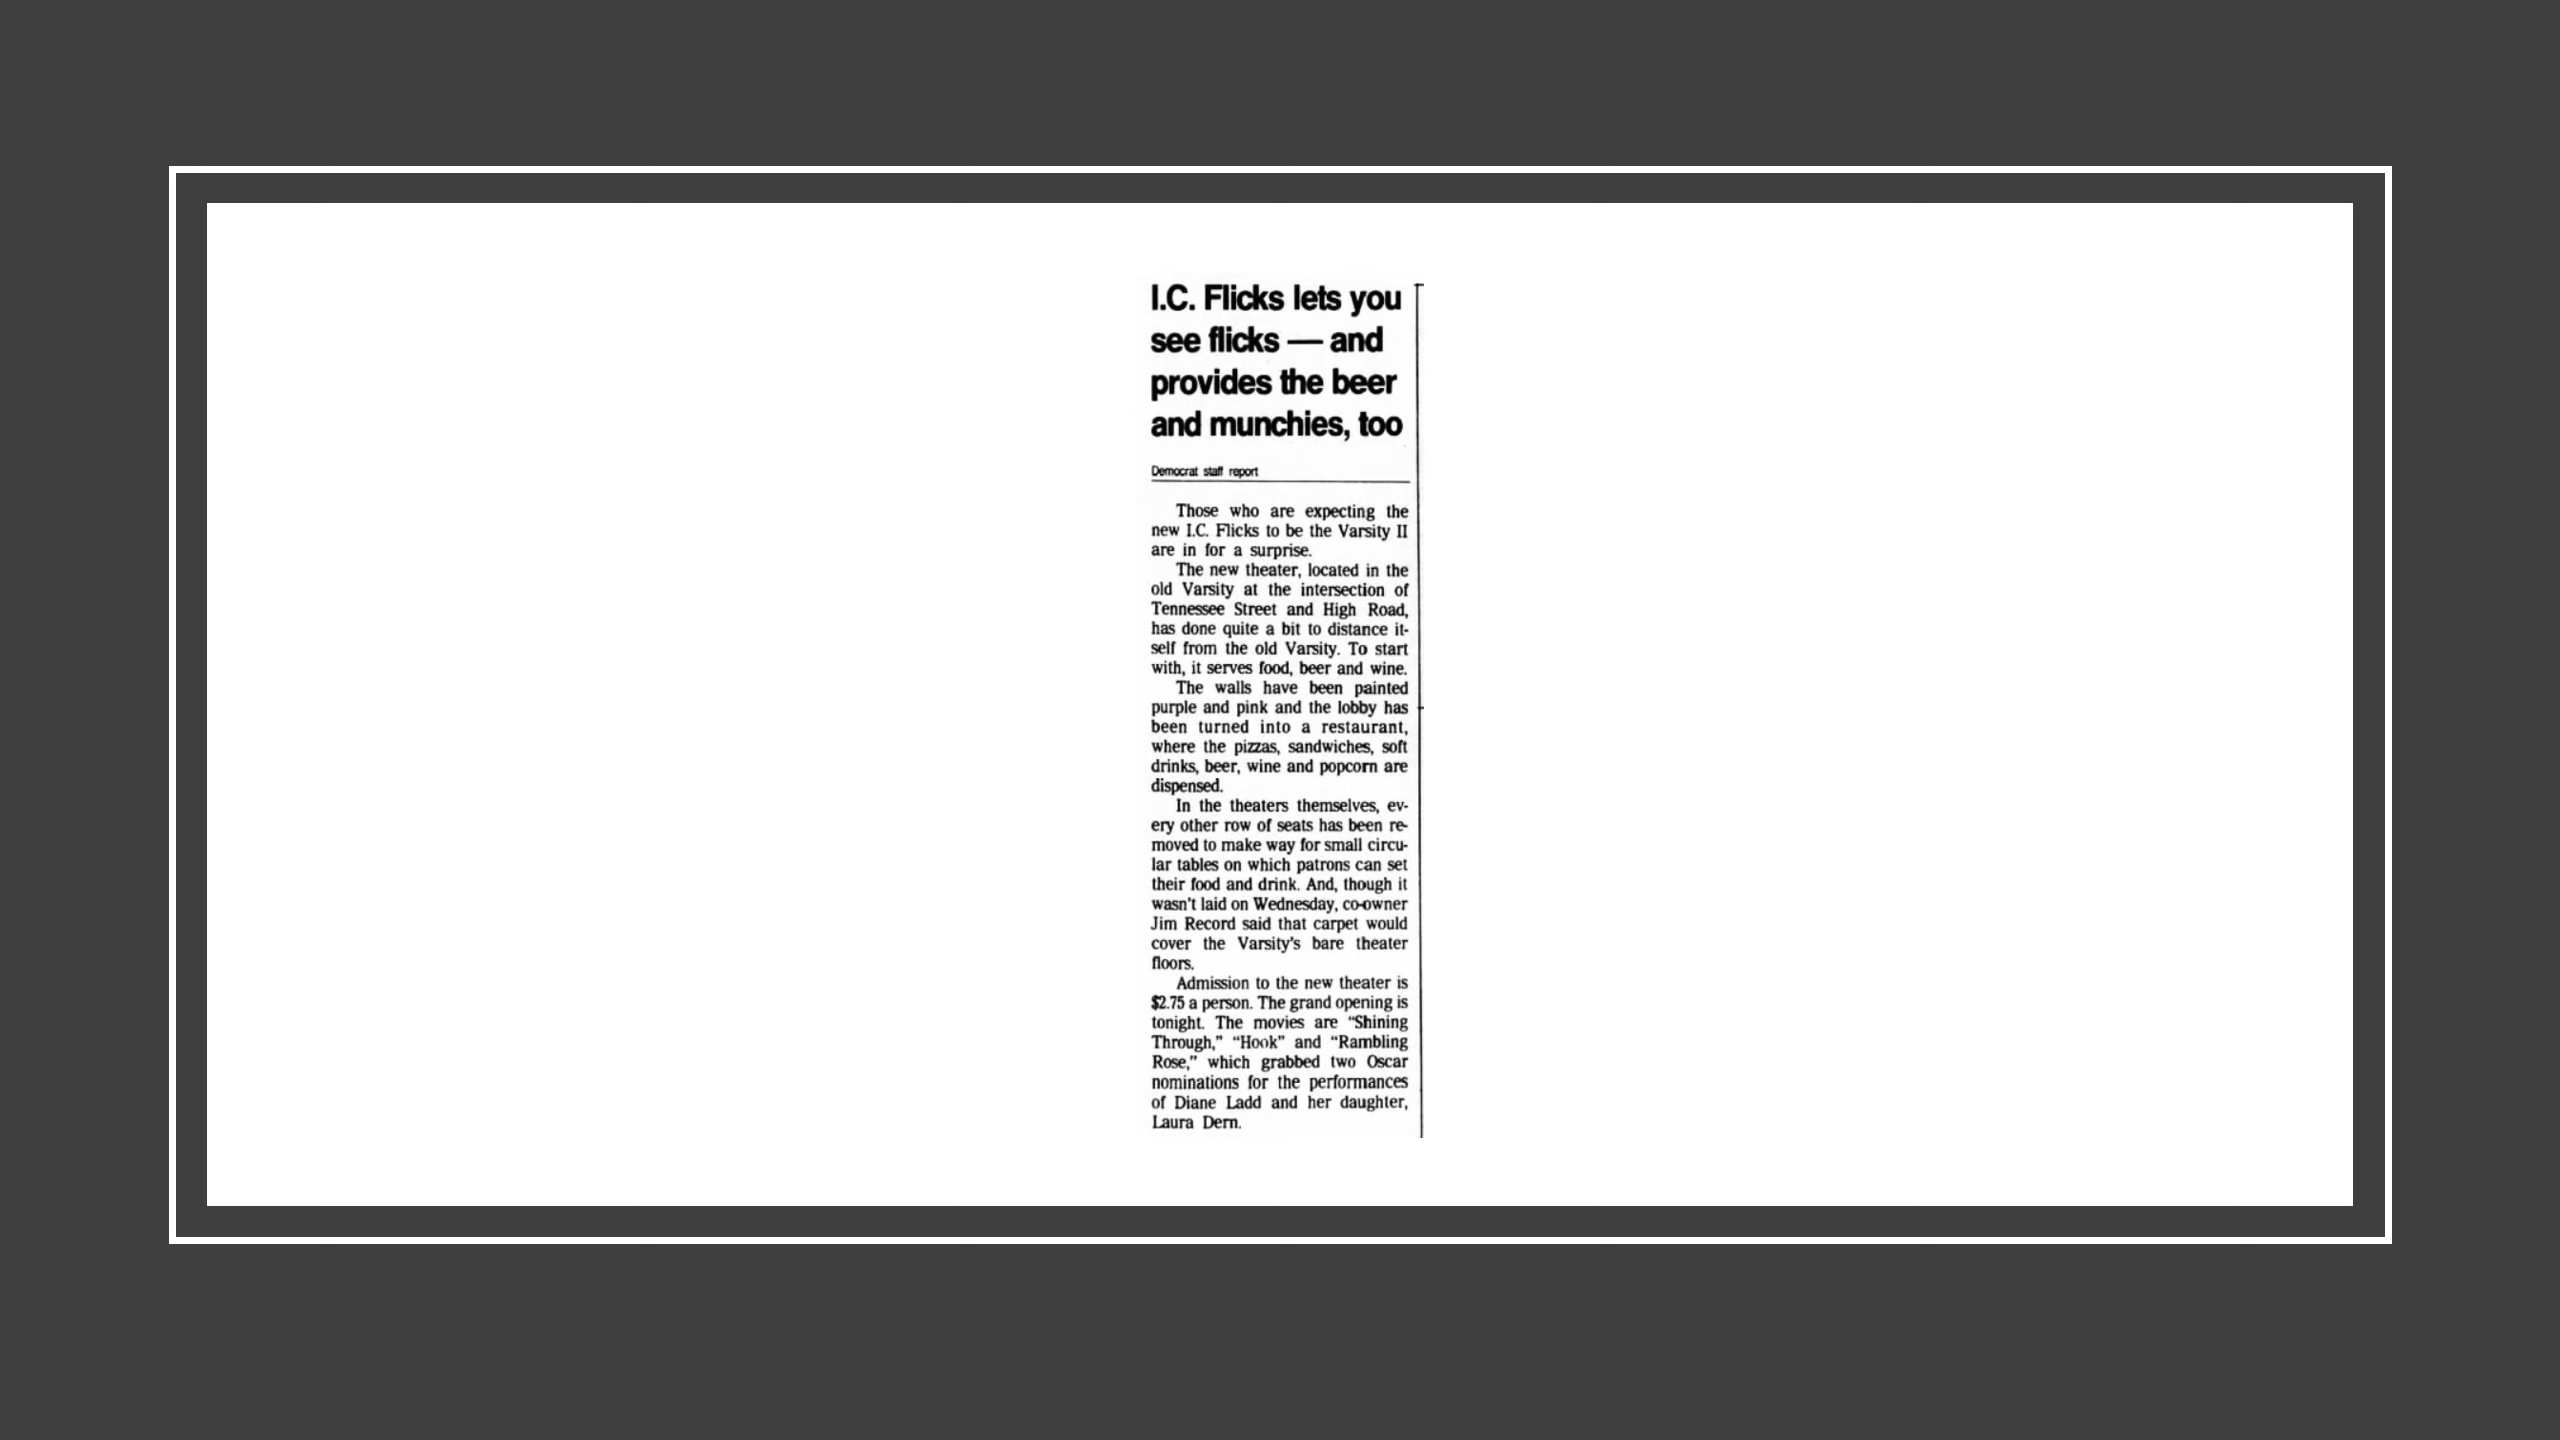 I.C. Flicks lets you
see flicks — and
provides the beer
and munchies, too
Democrat staff report
Those who are expecting the
new I.C. Flicks to be the Varsity II
are in for a surprise.
The new theater, located in the
old Varsity at the intersection of
Tennessee Street and High Road,
has done quite a bit to distance it-
self from the old Varsity. To start
with, it serves food, beer and wine.
The walls have been painted
purple and pink and the lobby has
been turned into a restaurant,
where the pizzas, sandwiches, soft
drinks, beer, wine and popcorn are
dispensed.
In the theaters themselves, ev-
ery other row of seats has been re-
moved to make way for small circu-
lar tables on which patrons can set
their food and drink. And, though it
wasn't laid on Wednesday, co-owner
Jim Record said that carpet would
cover the Varsity's bare theater
floors.
Admission to the new theater is
$2.75 a person. The grand opening is
tonight. The movies are “Shining
Through,” “Hook” and “Rambling
Rose,” which grabbed two Oscar
nominations for the performances
of Diane Ladd and her daughter,
Laura Dern.